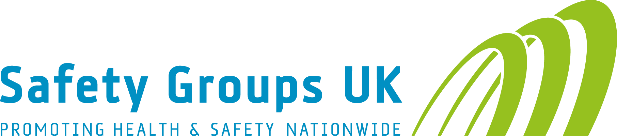 Safety Groups UK
PROMOTING HEALTH & SAFETY NATIONWIDE